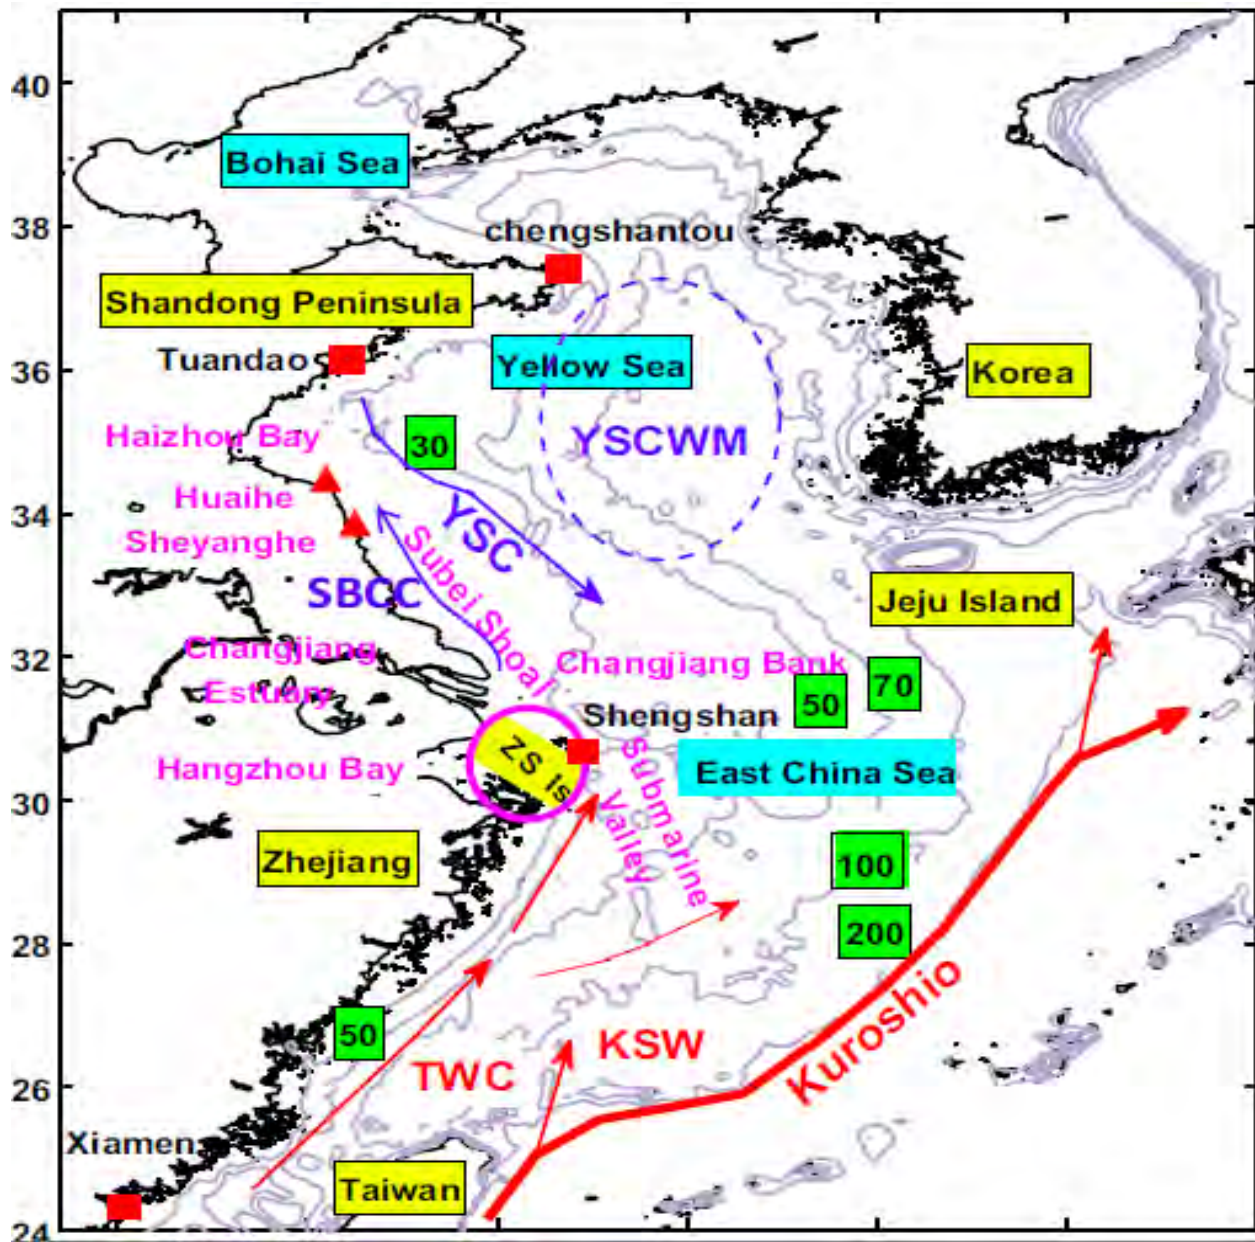 40
Bohai Sea
38
chengshantou
Shandong Peninsula
Tuandao
Yellow Sea
36
Korea
Haizhou Bay
30
YSCWM
Huaihe
34
YSC
Sheyanghe
Subei Shoal
SBCC
Jeju Island
32
Changjiang
Estuary
Changjiang Bank
70
50
Shengshan
ZS Is
Hangzhou Bay
Submarine
Valley
East China Sea
30
Zhejiang
100
200
28
50
KSW
TWC
Kuroshio
26
Xiamen
Taiwan
24